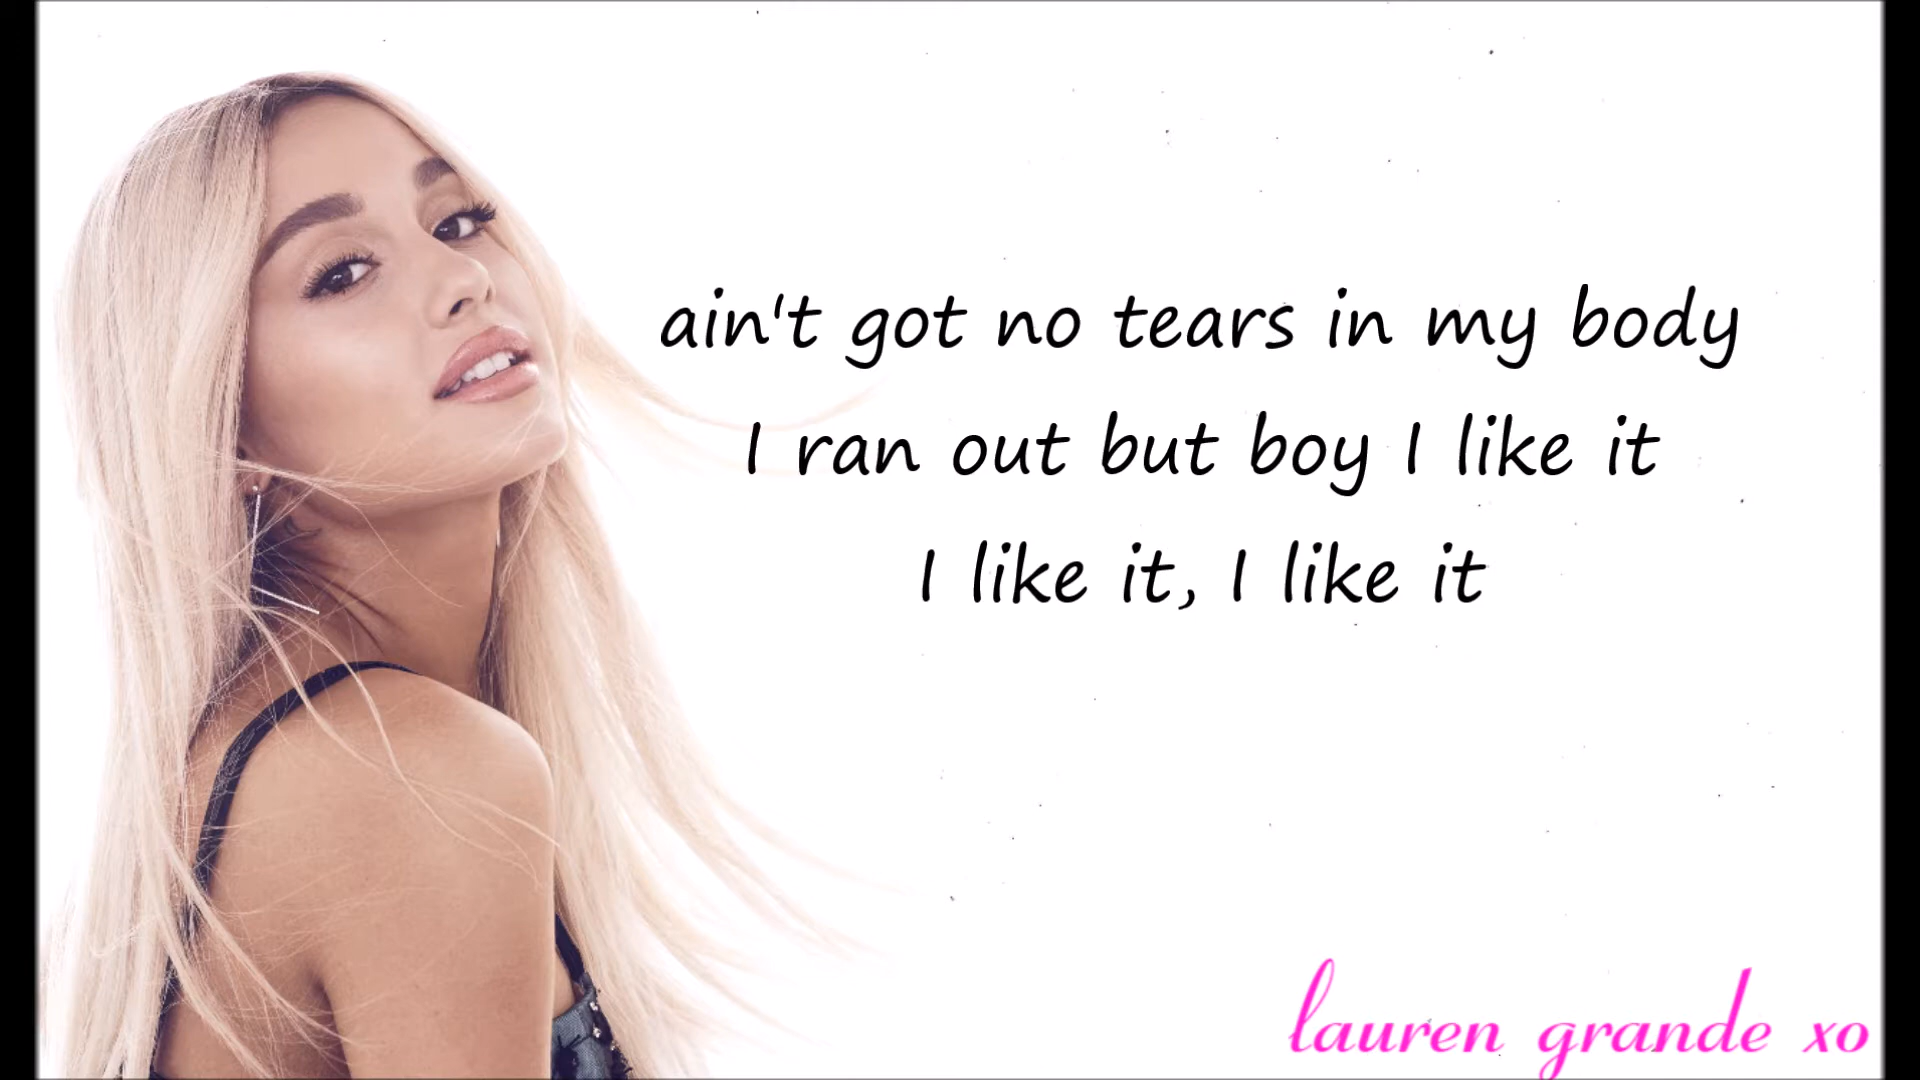 ain't got no tears in my body
I ran out but boy I like it
I like it, I like it
lauren grande xo